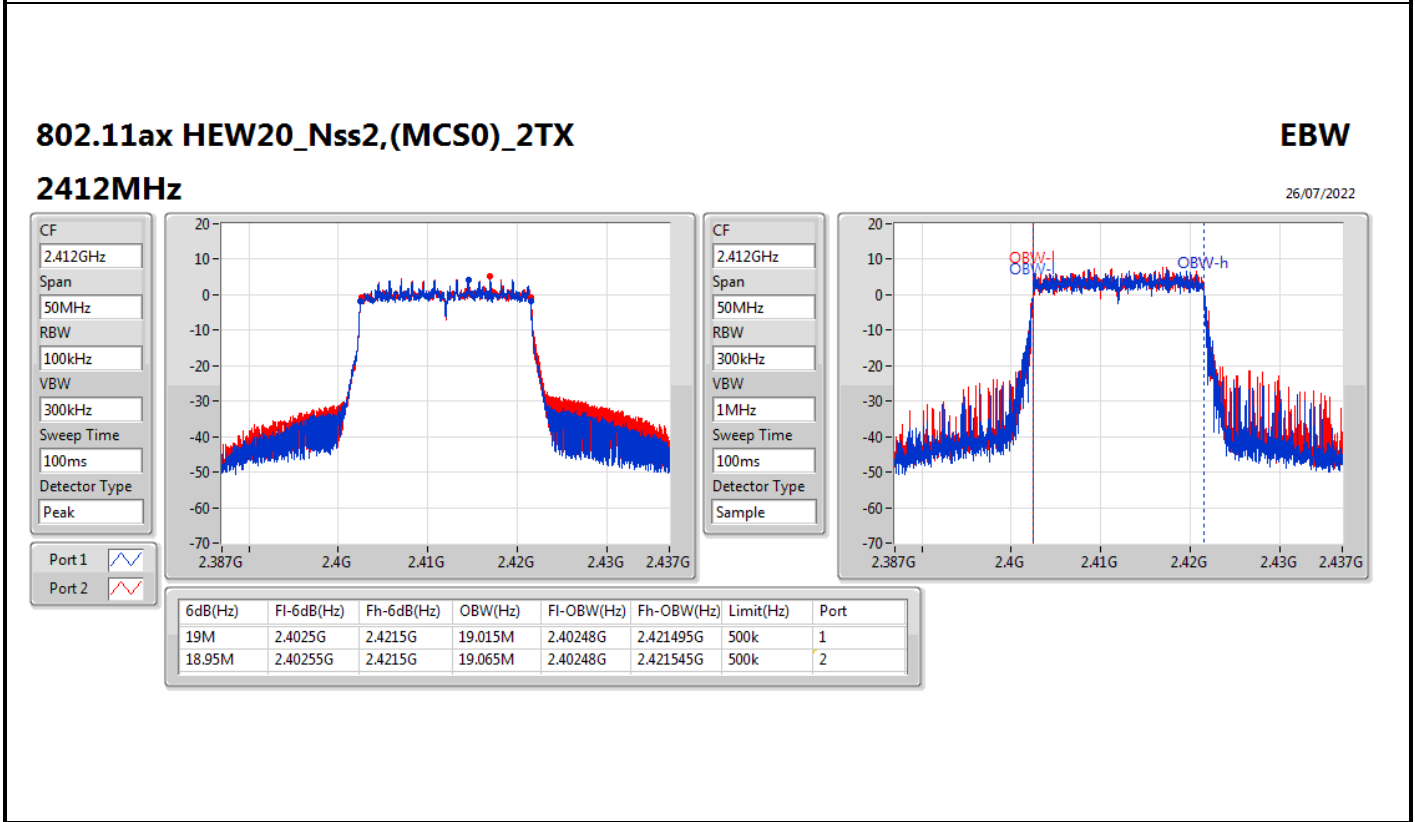 802.11ax HEW20_Nss2,(MCS0)_2TX
EBW
2412MHz
26/07/2022
CF
2.412GHz
Span
50MHz
RBW
100kHz
VBW
300kHz
Sweep Time
100ms
Detector Type
Peak
Port 1
Port 2
20
10
0
-10
-20
-30
-40
-50
-60
-70
2.387G 2.4G 2.41G 2.42G 2.43G 2.437G
CF
2.412GHz
Span
50MHz
RBW
300kHz
VBW
1MHz
Sweep Time
100ms
Detector Type
Sample
20
10
0
-10
-20
-30
-40
-50
-60
-70
OBW-l
OBW-l
OBW-h
2.387G 2.4G 2.41G 2.42G 2.43G 2.437G
6dB(Hz) Fl-6dB(Hz) Fh-6dB(Hz) OBW(Hz) Fl-OBW(Hz) Fh-OBW(Hz) Limit(Hz) Port
19M 2.4025G 2.4215G 19.015M 2.40248G 2.421495G 500k 1
18.95M 2.40255G 2.4215G 19.065M 2.40248G 2.421545G 500k 2